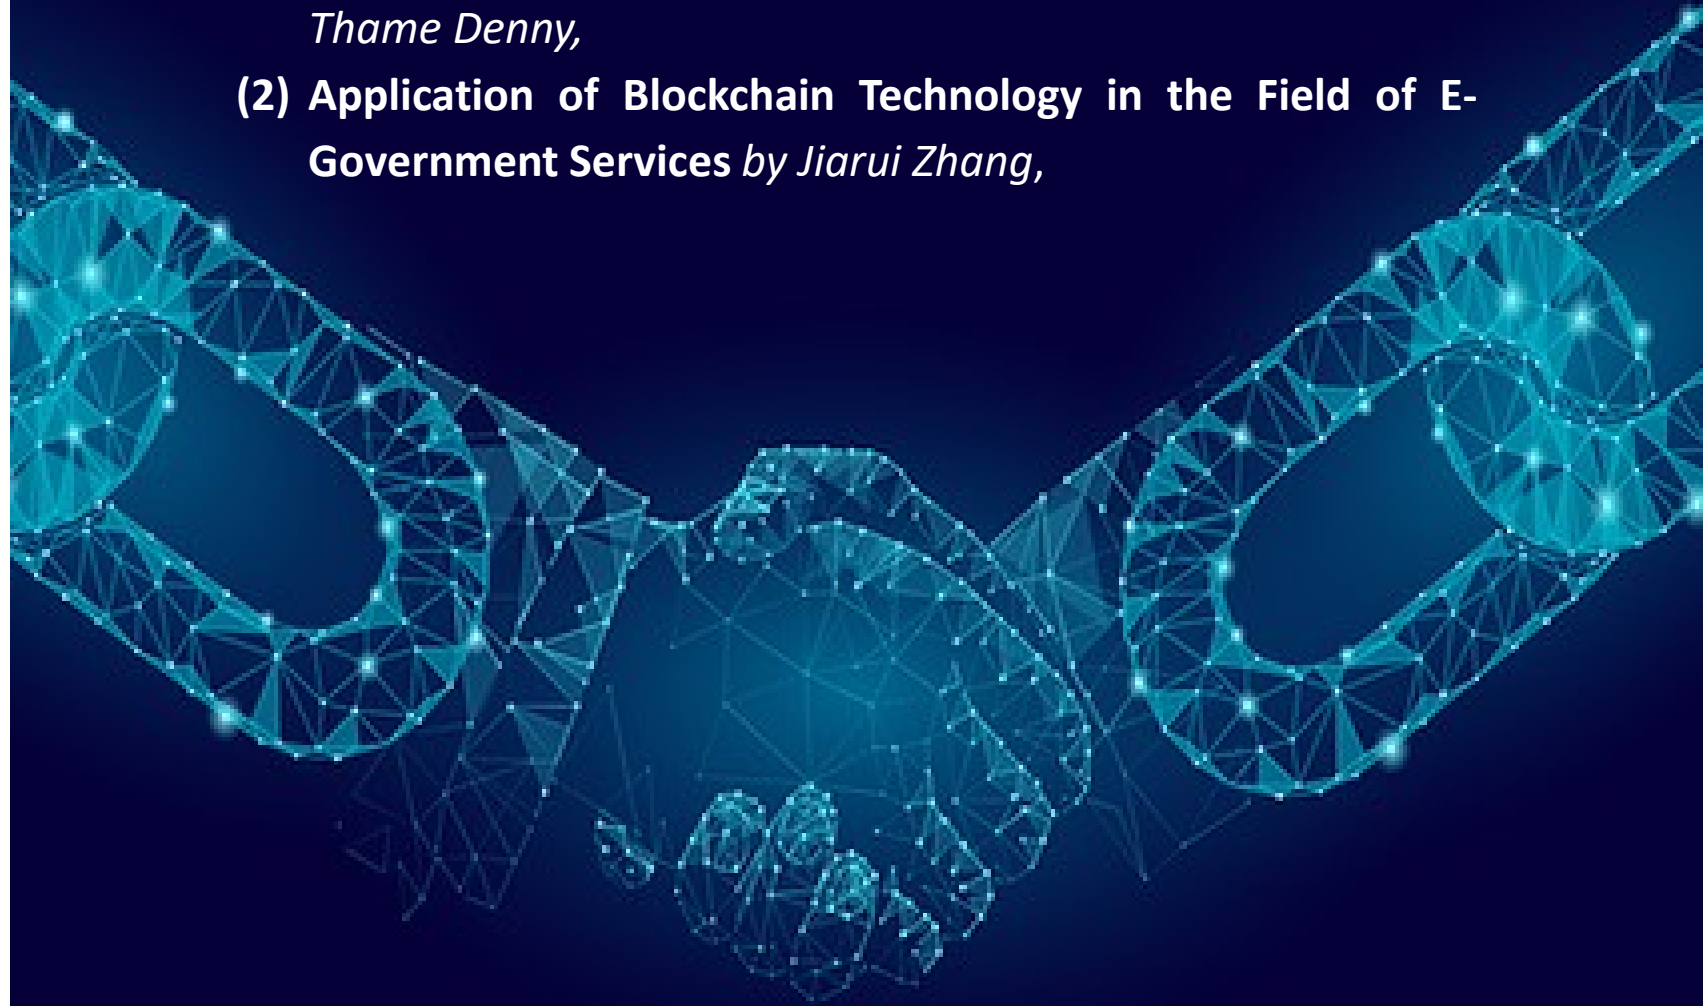 Thame Denny,
(2) Application of Blockchain Technology in the Field of E-
Government Services by Jiarui Zhang,